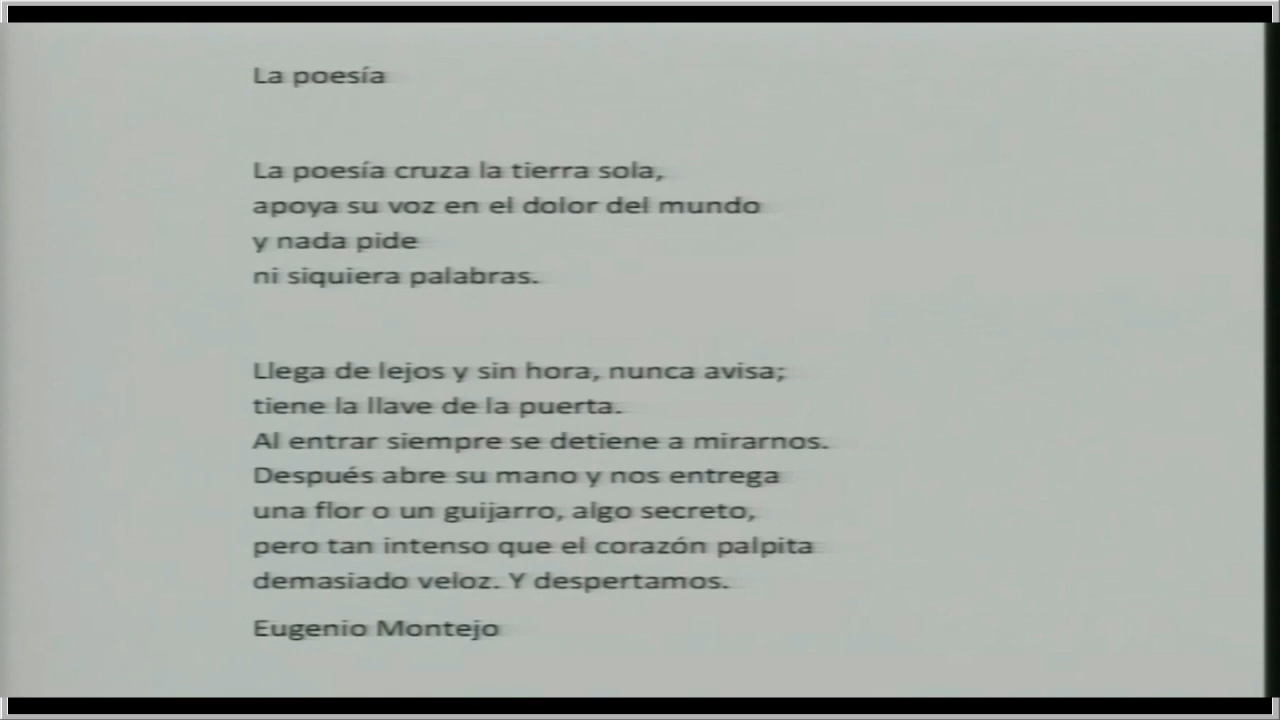 La poesía
La poesía cruza la tierra sola,
apoya su voz en el dolor del mundo
y nada pide
ni siquiera palabras.
Llega de lejos y sin hora, nunca avisa;
tiene la llave de la puerta.
Al entrar siempre se detiene a mirarnos.
Después abre su mano y nos entrega
una flor o un guijarro, algo secreto,
pero tan intenso que el corazón palpita
demasiado veloz. Y despertamos.
Eugenio Montejo